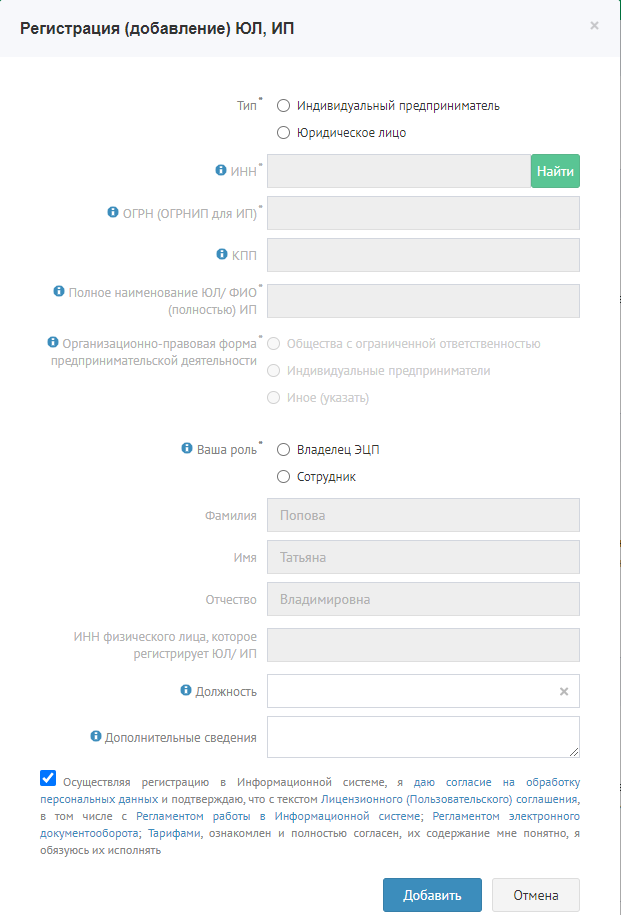 Регистрация (добавление) ЮЛ, ИП
×
Тип *
Индивидуальный предприниматель
Юридическое лицо
ИНН *
Найти
ОГРН (ОГРНИП для ИП) *
КПП
Полное наименование ЮЛ/ ФИО *
(полностью) ИП
Организационно-правовая форма *
предпринимательской деятельности
Общества с ограниченной ответственностью
Индивидуальные предприниматели
Иное (указать)
Ваша роль *
Владелец ЭЦП
Сотрудник
Фамилия
Попова
Имя
Татьяна
Отчество
Владимировна
ИНН физического лица, которое
регистрирует ЮЛ/ ИП
Должность
×
Дополнительные сведения
Осуществляя регистрацию в Информационной системе, я даю согласие на обработку
персональных данных и подтверждаю, что с текстом Лицензионного (Пользовательского) соглашения,
в том числе с Регламентом работы в Информационной системе; Регламентом электронного
документооборота; Тарифами, ознакомлен и полностью согласен, их содержание мне понятно, я
обязуюсь их исполнять
Добавить
Отмена